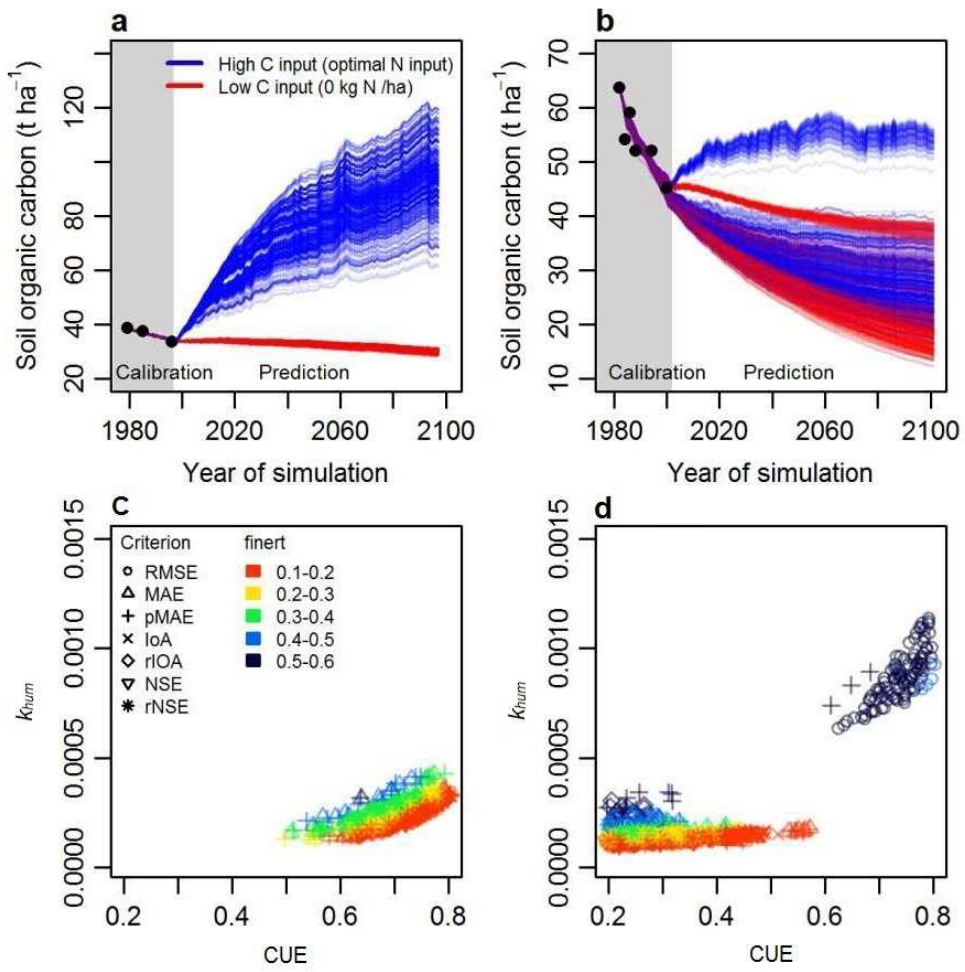 a
Soil organic carbon (t ha⁻¹)
120
80
60
40
20
High C input (optimal N input)
Low C input (0 kg N /ha)
Calibration
Prediction
1980
2020
2060
2100
Year of simulation
b
Soil organic carbon (t ha⁻¹)
70
60
50
40
30
20
10
Calibration
Prediction
1980
2020
2060
2100
Year of simulation
c
k_hum
0.0015
0.0010
0.0005
0.0000
Criterion
RMSE
MAE
pMAE
IoA
rIOA
NSE
rNSE
finert
0.1-0.2
0.2-0.3
0.3-0.4
0.4-0.5
0.5-0.6
0.2
0.4
0.6
0.8
CUE
d
k_hum
0.0015
0.0010
0.0005
0.0000
0.2
0.4
0.6
0.8
CUE